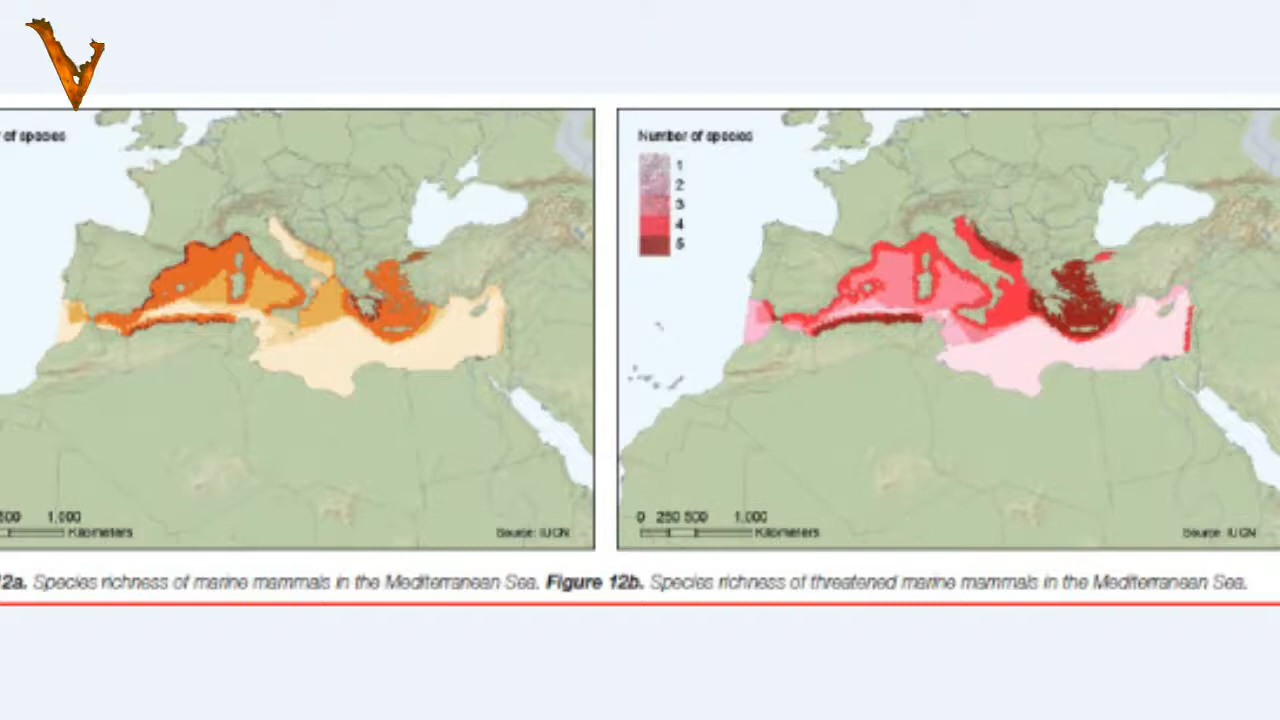 of species
500 1,000
Kilometers
Source: IUCN
Number of species
1
2
3
4
5
0 250 500 1,000
Kilometers
Source: IUCN
12a. Species richness of marine mammals in the Mediterranean Sea. Figure 12b. Species richness of threatened marine mammals in the Mediterranean Sea.